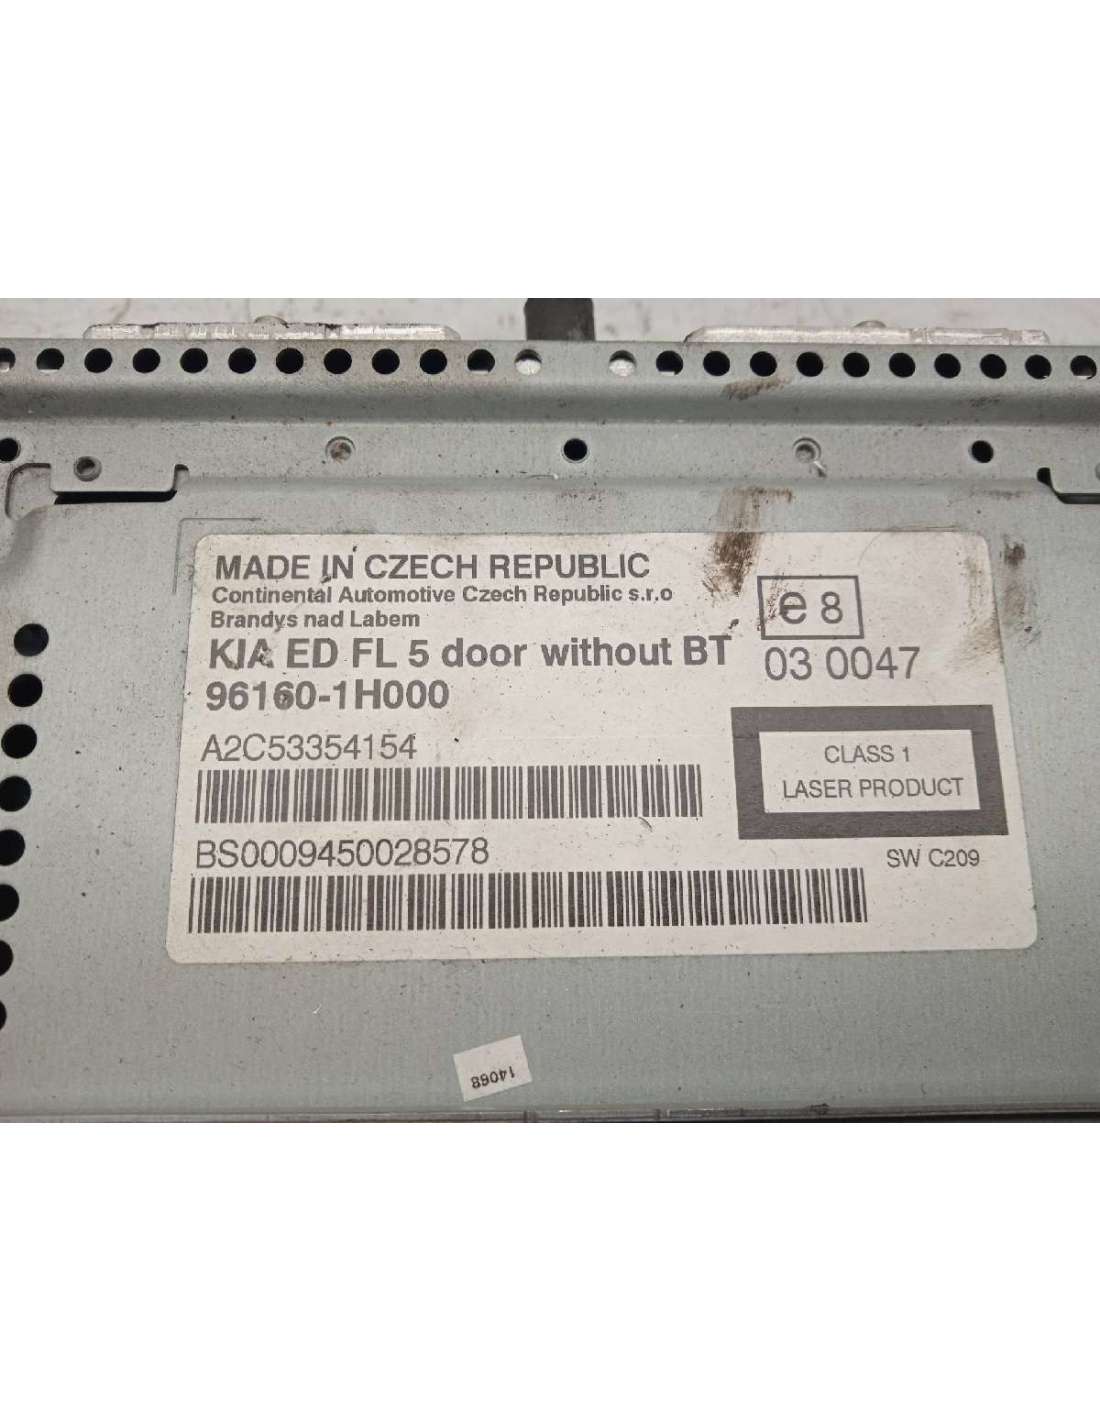 MADE IN CZECH REPUBLIC
Continental Automotive Czech Republic s.r.o
Brandys nad Labem
KIA ED FL 5 door without BT
96160-1H000
e 8
03 0047
A2C53354154
CLASS 1
LASER PRODUCT
BS0009450028578
SW C209
14068